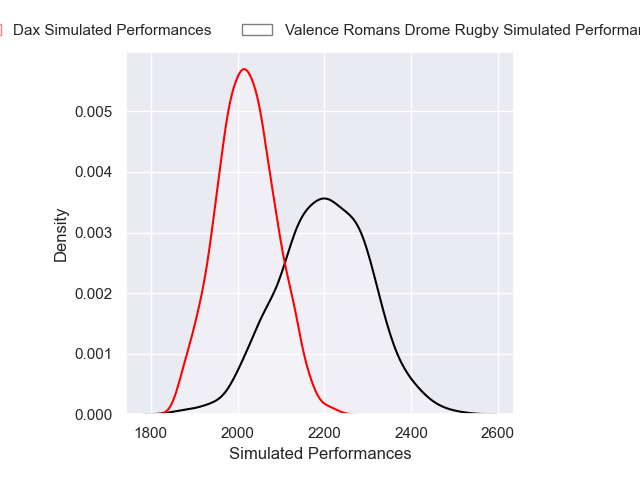 Dax Simulated Performances
Valence Romans Drome Rugby Simulated
0.005
0.004
0.003
0.002
0.001
0.000
Density
1800 2000 2200 2400 2600
Simulated Performances